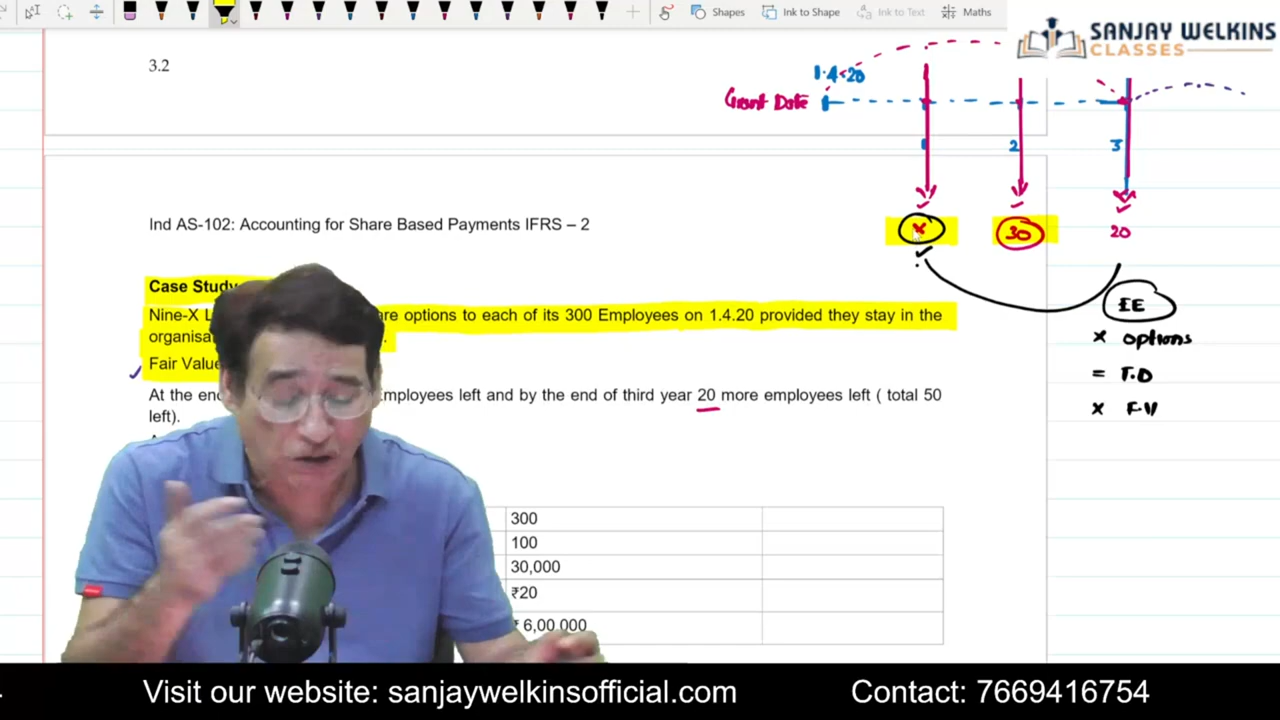 Shapes
Ink to Shape
Ink to Text
Maths
SANJAY WELKINS
CLASSES
3.2
1.4.20
Grant Date
1
2
3
Ind AS-102: Accounting for Share Based Payments IFRS – 2
x
30
20
Case Study
Nine-X L are options to each of its 300 Employees on 1.4.20 provided they stay in the
organisat
Fair Value
At the end mployees left and by the end of third year 20 more employees left ( total 50
left).
EE
x options
= T.O
x F.V
300
100
30,000
₹20
₹ 6,00,000
Visit our website: sanjaywelkinsofficial.com
Contact: 7669416754